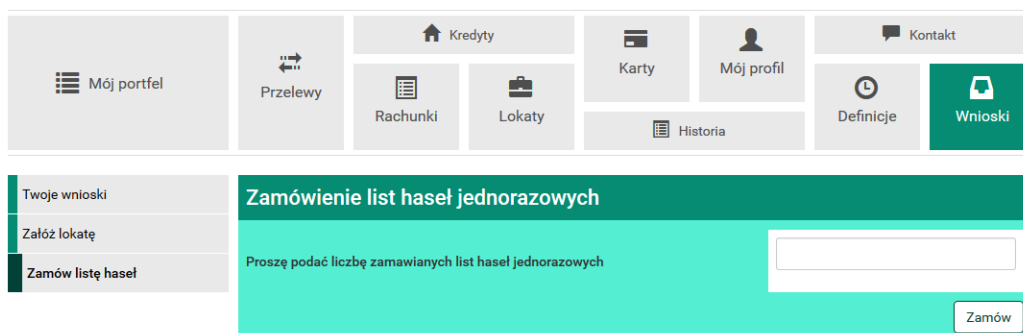 Mój portfel
Przelewy
Kredyty
Rachunki
Lokaty
Karty
Mój profil
Historia
Kontakt
Definicje
Wnioski
Twoje wnioski
Załóż lokatę
Zamów listę haseł
Zamówienie list haseł jednorazowych
Proszę podać liczbę zamawianych list haseł jednorazowych
Zamów